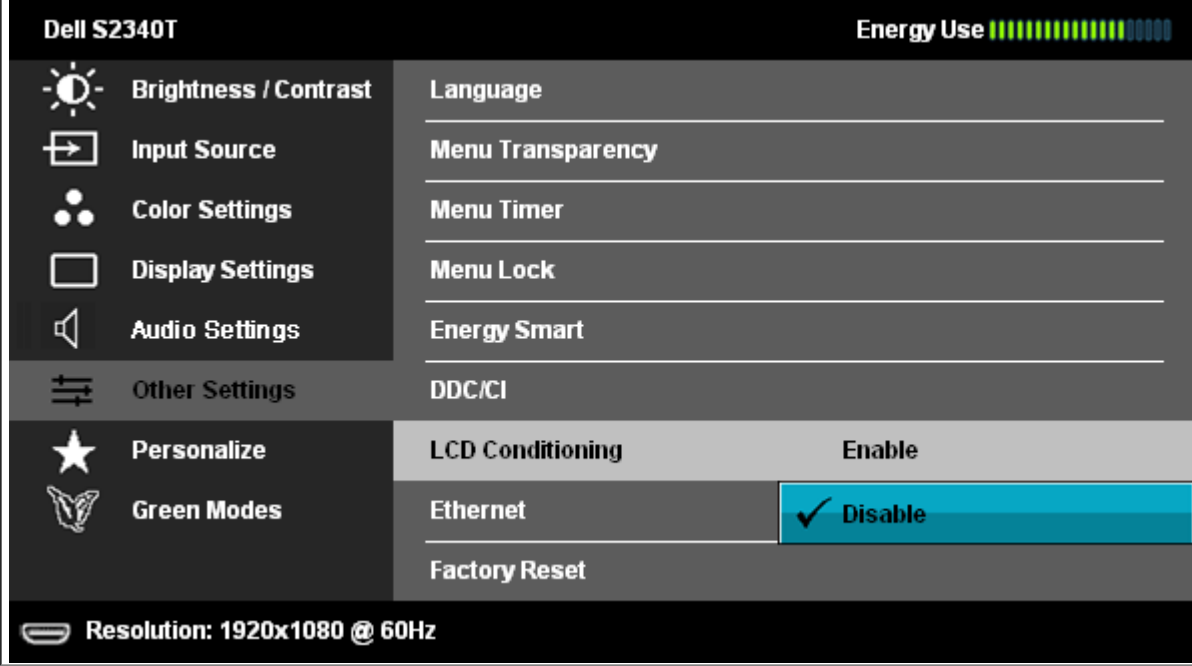 Dell S2340T Energy Use
Brightness / Contrast Language
Input Source Menu Transparency
Color Settings Menu Timer
Display Settings Menu Lock
Audio Settings Energy Smart
Other Settings DDC/CI
Personalize LCD Conditioning Enable
Green Modes Ethernet Disable
Factory Reset
Resolution: 1920x1080 @ 60Hz